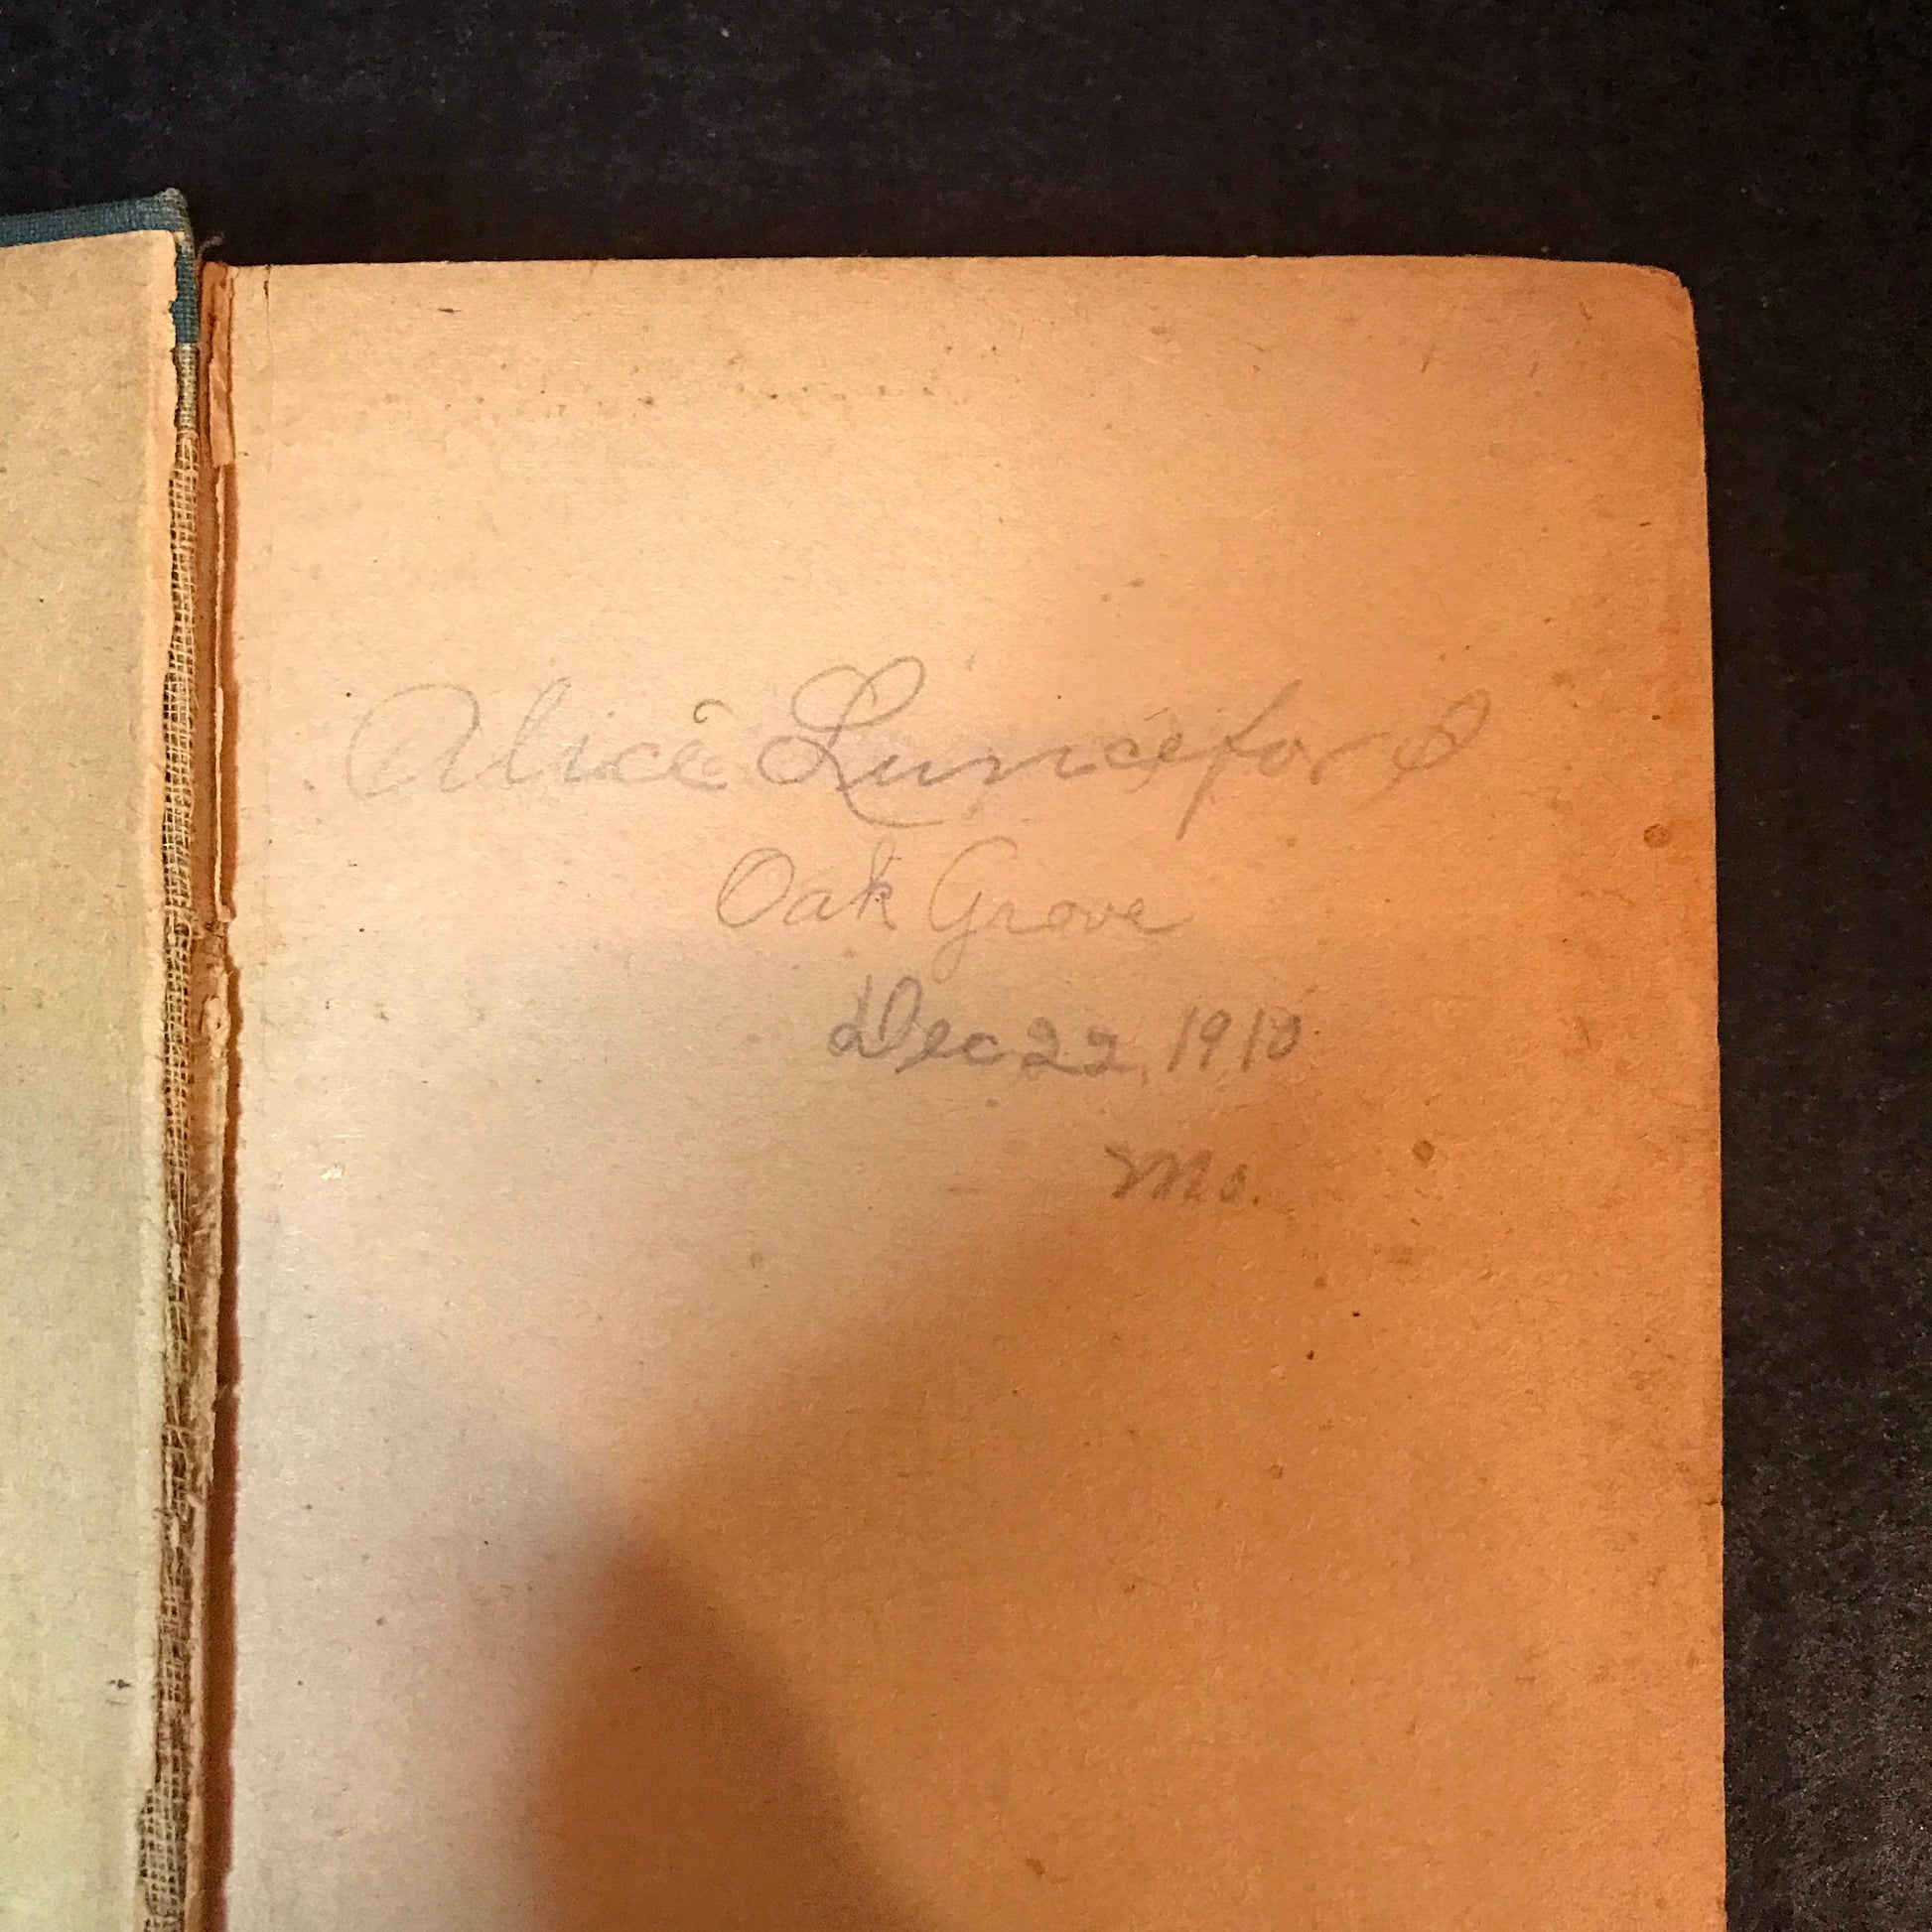 Alice Lunceford
Oak Grove
Dec 22, 1910
Mo.